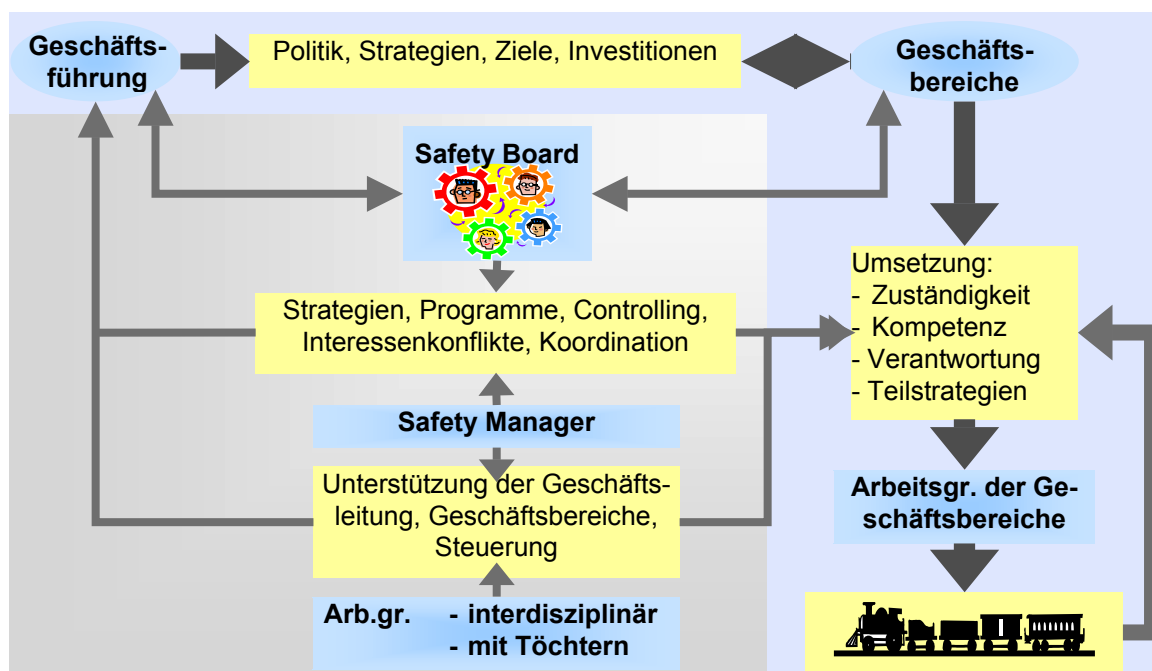 Geschäfts-
führung
Politik, Strategien, Ziele, Investitionen
Geschäfts-
bereiche
Safety Board
Strategien, Programme, Controlling,
Interessenkonflikte, Koordination
Safety Manager
Unterstützung der Geschäfts-
leitung, Geschäftsbereiche,
Steuerung
Arb.gr. - interdisziplinär
- mit Töchtern
Umsetzung:
- Zuständigkeit
- Kompetenz
- Verantwortung
- Teilstrategien
Arbeitsgr. der Ge-
schäftsbereiche